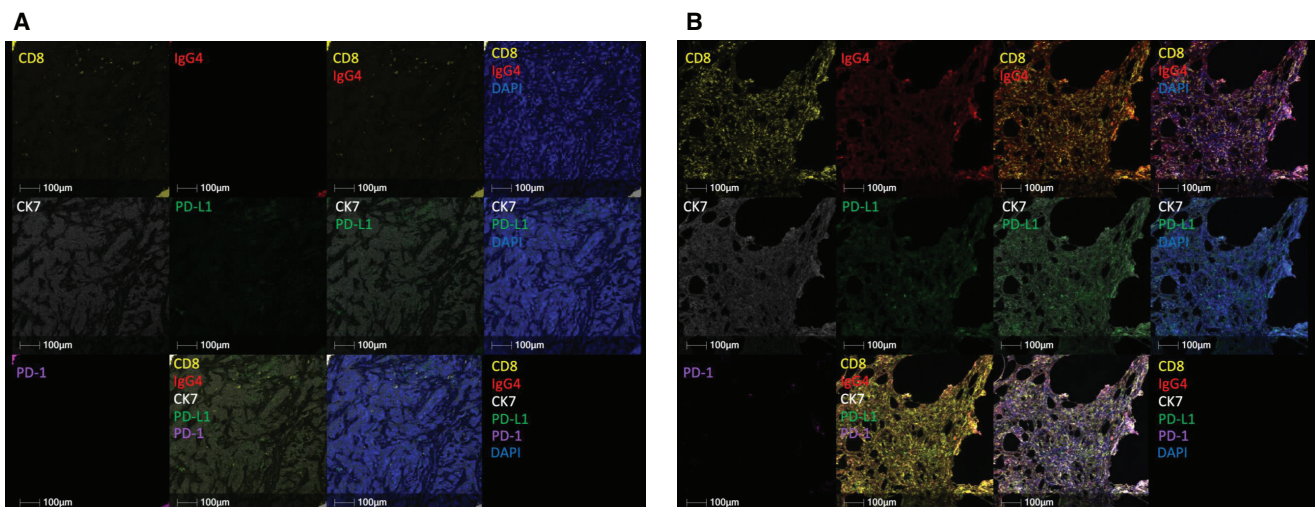 A
CD8
IgG4
CD8
IgG4
CD8
IgG4
DAPI
100μm
100μm
100μm
100μm
CK7
PD-L1
CK7
PD-L1
CK7
PD-L1
DAPI
100μm
100μm
100μm
100μm
PD-1
CD8
IgG4
CK7
PD-L1
PD-1
CD8
IgG4
CK7
PD-L1
PD-1
DAPI
100μm
100μm
100μm
B
CD8
IgG4
CD8
IgG4
CD8
IgG4
DAPI
100μm
100μm
100μm
100μm
CK7
PD-L1
CK7
PD-L1
CK7
PD-L1
DAPI
100μm
100μm
100μm
100μm
PD-1
CD8
IgG4
CK7
PD-L1
PD-1
CD8
IgG4
CK7
PD-L1
PD-1
DAPI
100μm
100μm
100μm